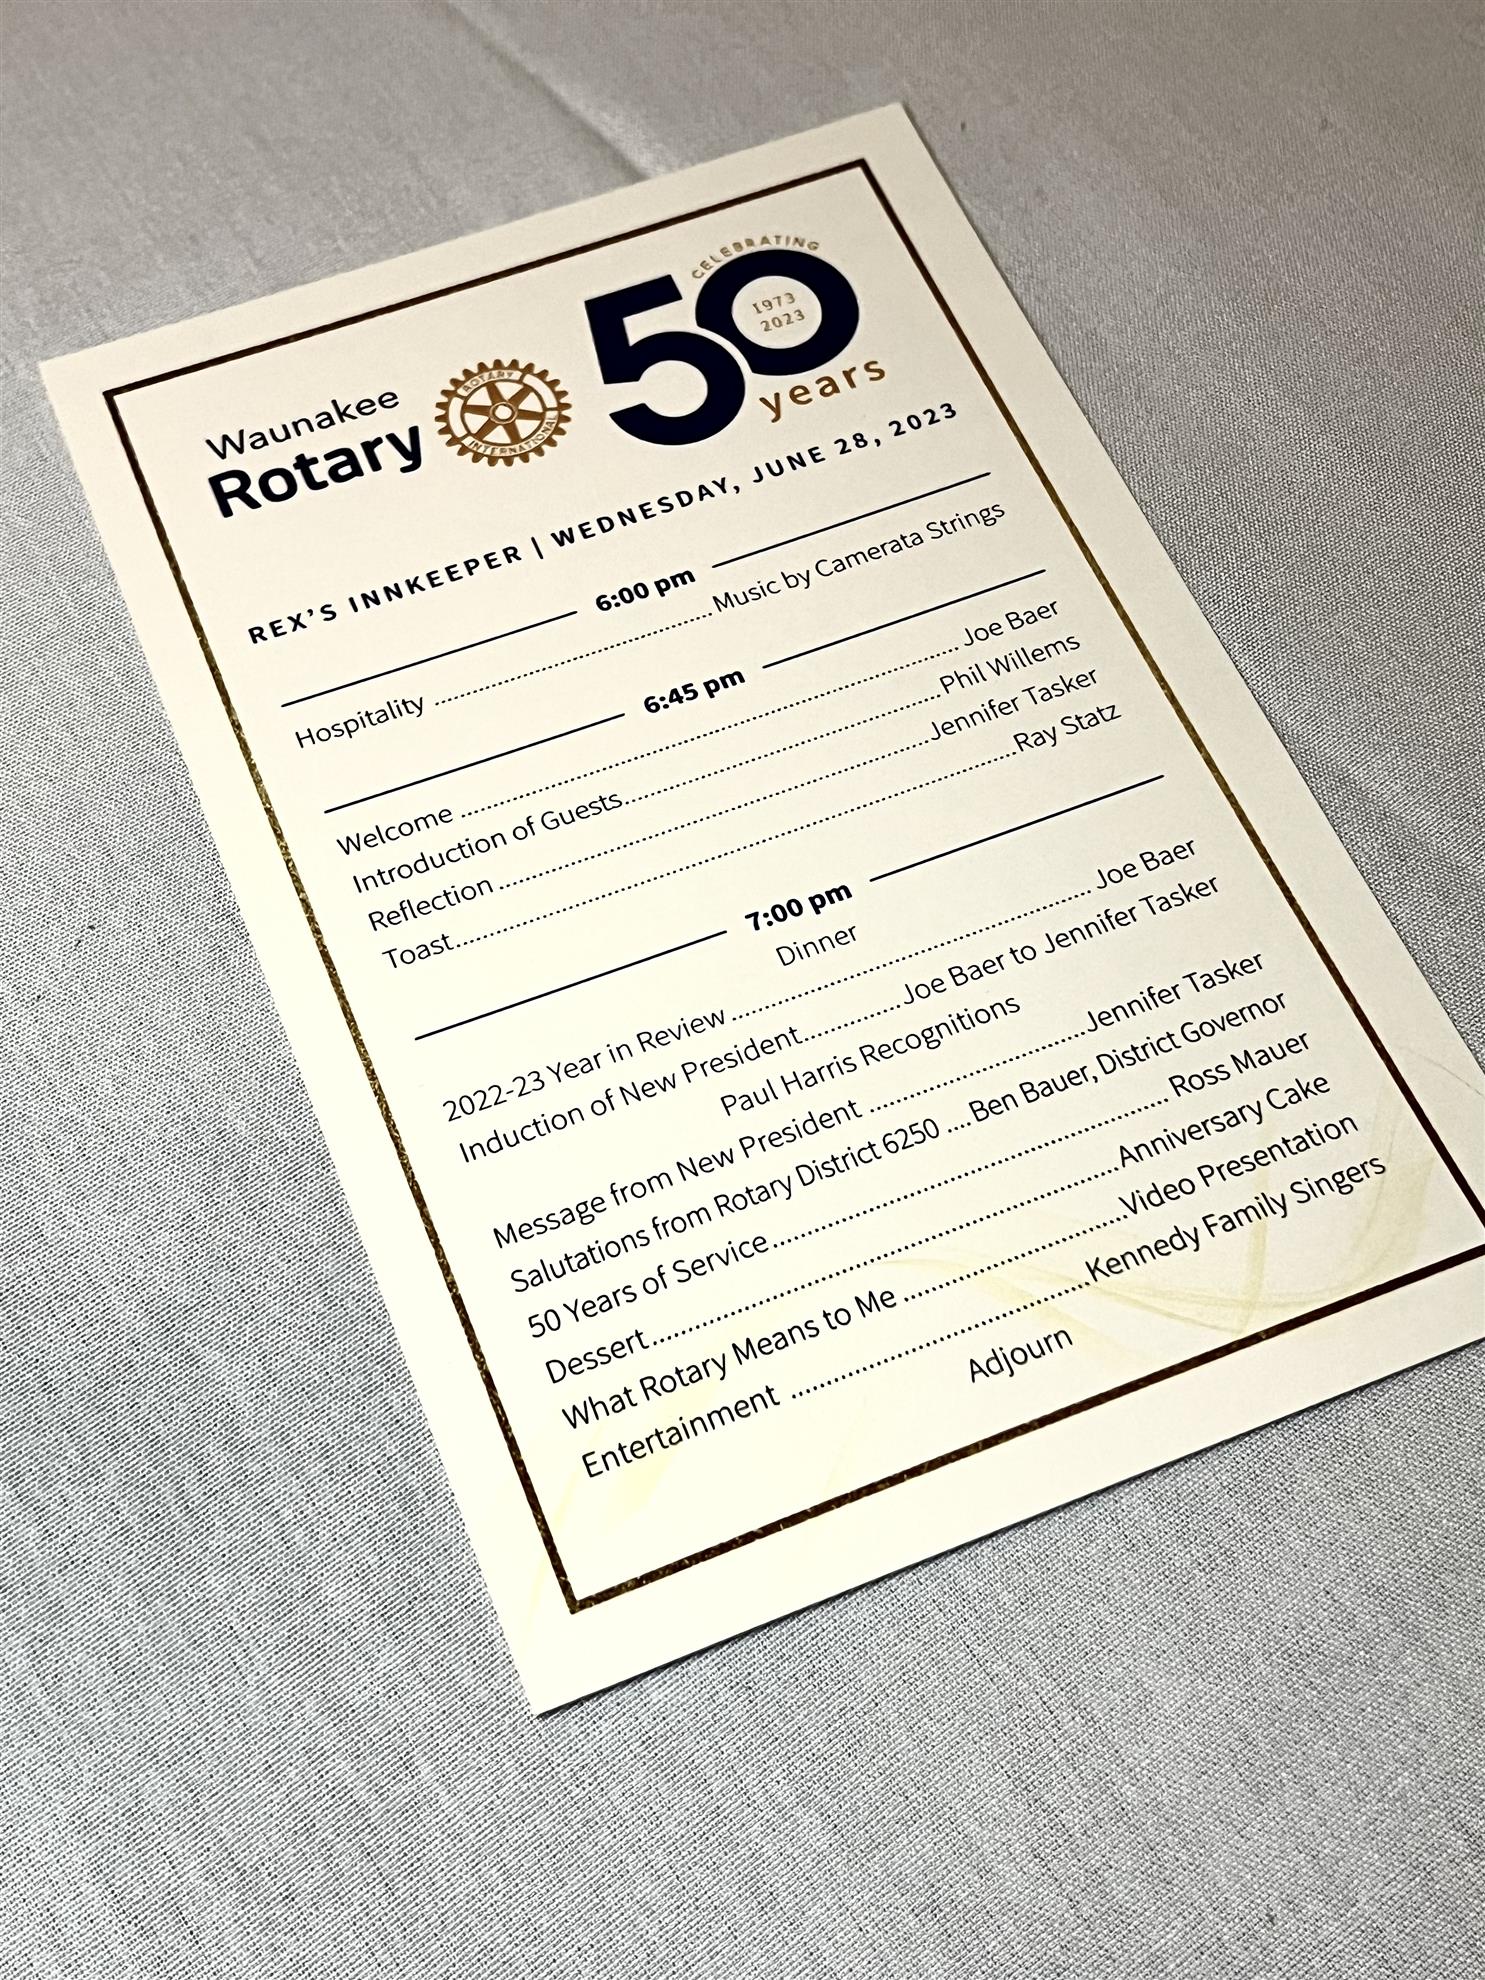 Waunakee
Rotary
ROTARY
INTERNATIONAL
CELEBRATING
50
1973
2023
years
REX'S INNKEEPER | WEDNESDAY, JUNE 28, 2023
6:00 pm
Hospitality ........................................Music by Camerata Strings
6:45 pm
Welcome ........................................ Joe Baer
Introduction of Guests........................................Phil Willems
Reflection ........................................Jennifer Tasker
Toast........................................Ray Statz
7:00 pm
Dinner
2022-23 Year in Review ........................................ Joe Baer
Induction of New President..............Joe Baer to Jennifer Tasker
Paul Harris Recognitions
Message from New President ..............................Jennifer Tasker
Salutations from Rotary District 6250 ....Ben Bauer, District Governor
50 Years of Service........................................ Ross Mauer
Dessert........................................Anniversary Cake
What Rotary Means to Me ..............................Video Presentation
Entertainment ........................................Kennedy Family Singers
Adjourn